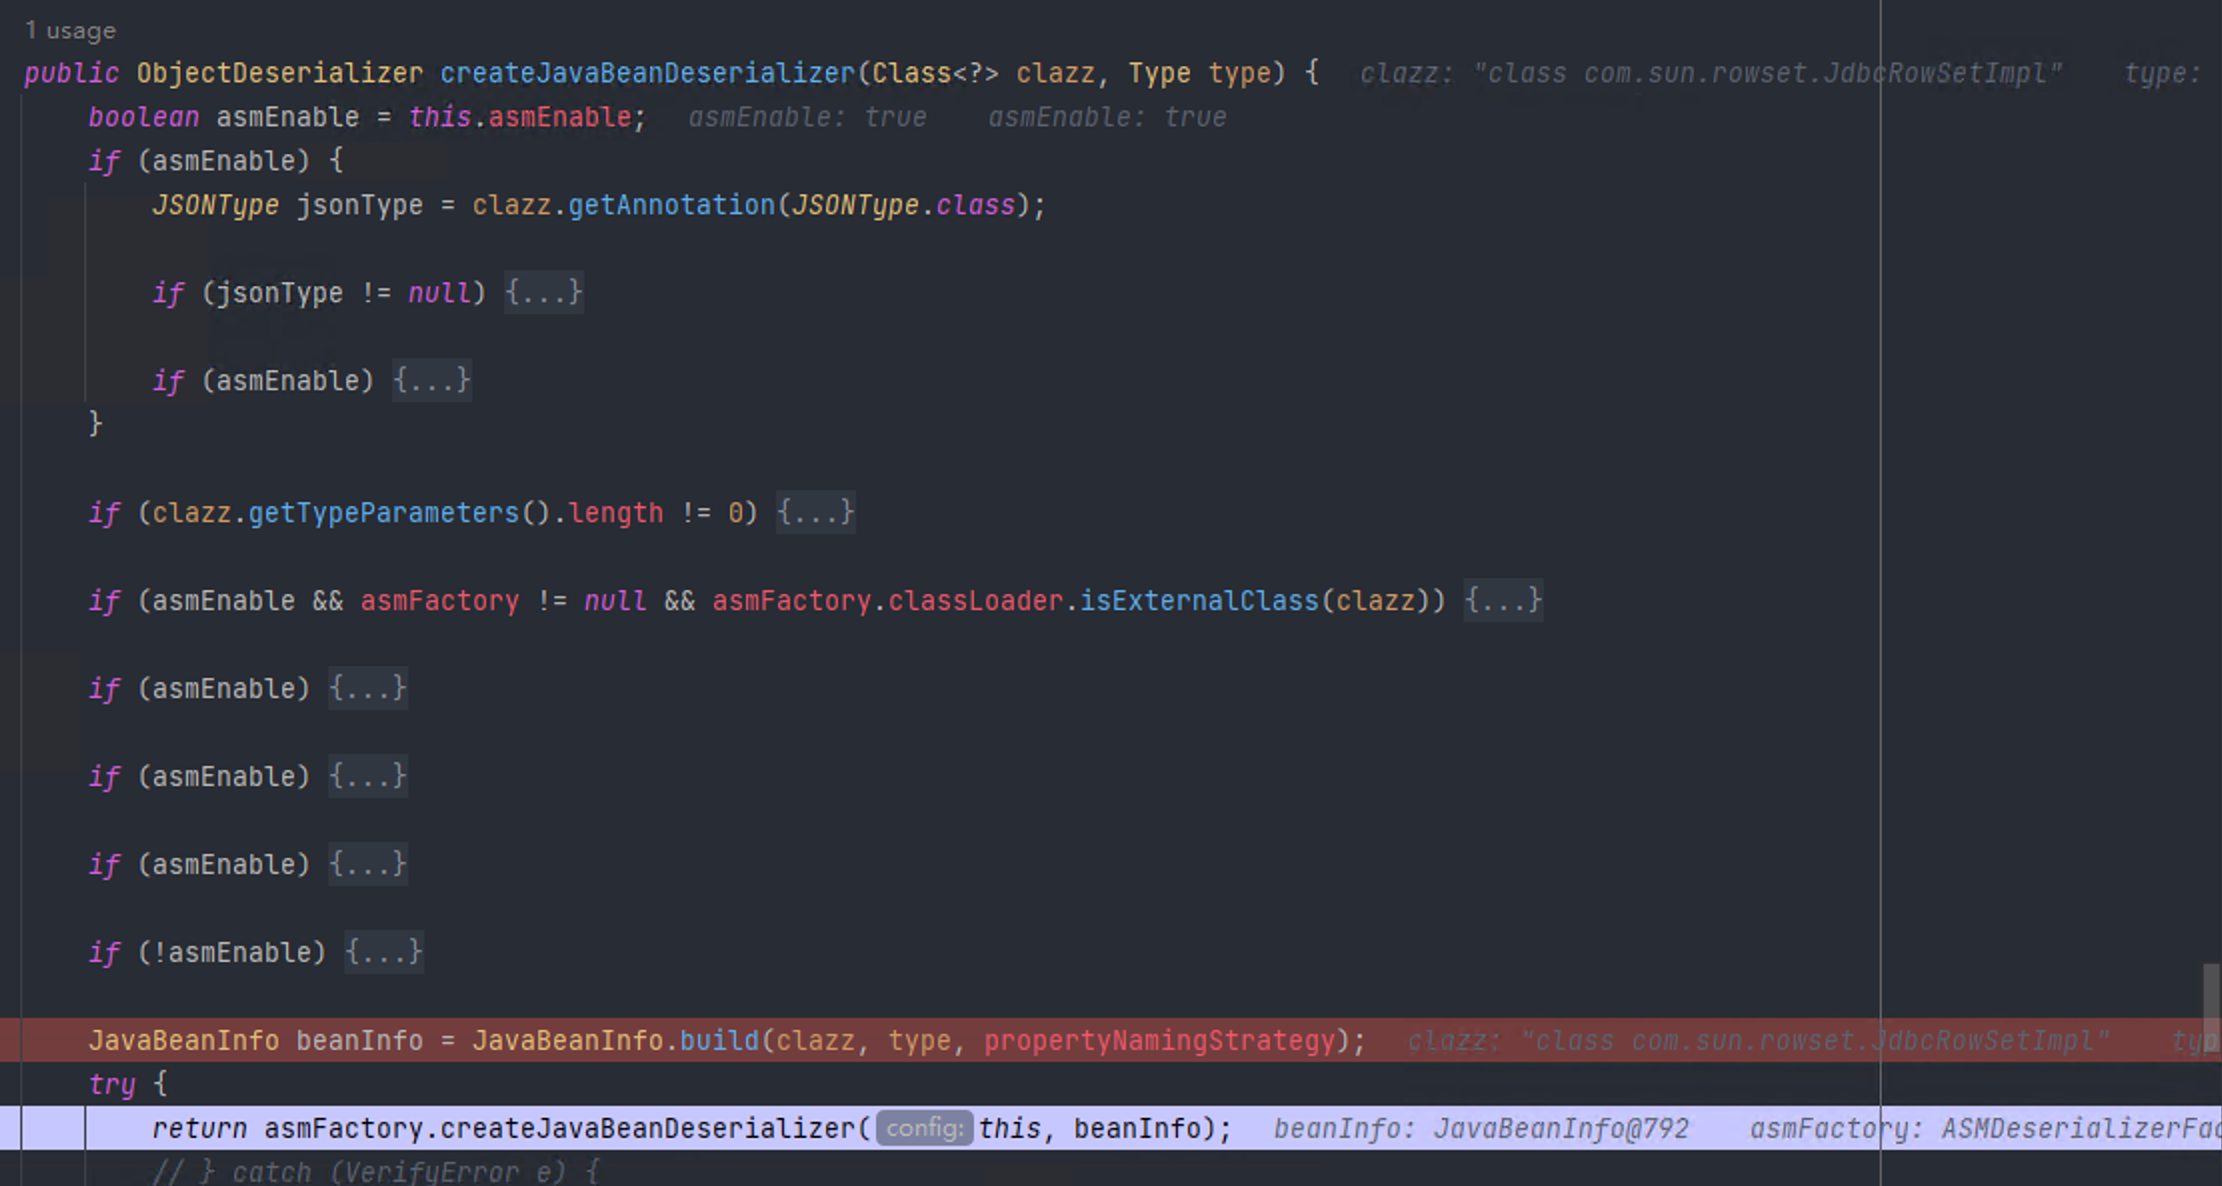 1 usage
public ObjectDeserializer createJavaBeanDeserializer(Class<?> clazz, Type type) {   clazz: "class com.sun.rowset.JdbcRowSetImpl"    type:
    boolean asmEnable = this.asmEnable;   asmEnable: true    asmEnable: true
    if (asmEnable) {
        JSONType jsonType = clazz.getAnnotation(JSONType.class);
        if (jsonType != null) {...}
        if (asmEnable) {...}
    }
    if (clazz.getTypeParameters().length != 0) {...}
    if (asmEnable && asmFactory != null && asmFactory.classLoader.isExternalClass(clazz)) {...}
    if (asmEnable) {...}
    if (asmEnable) {...}
    if (asmEnable) {...}
    if (!asmEnable) {...}
    JavaBeanInfo beanInfo = JavaBeanInfo.build(clazz, type, propertyNamingStrategy);   clazz: "class com.sun.rowset.JdbcRowSetImpl"    typ
    try {
        return asmFactory.createJavaBeanDeserializer( config: this, beanInfo);   beanInfo: JavaBeanInfo@792    asmFactory: ASMDeserializerFac
        // } catch (VerifyError e) {